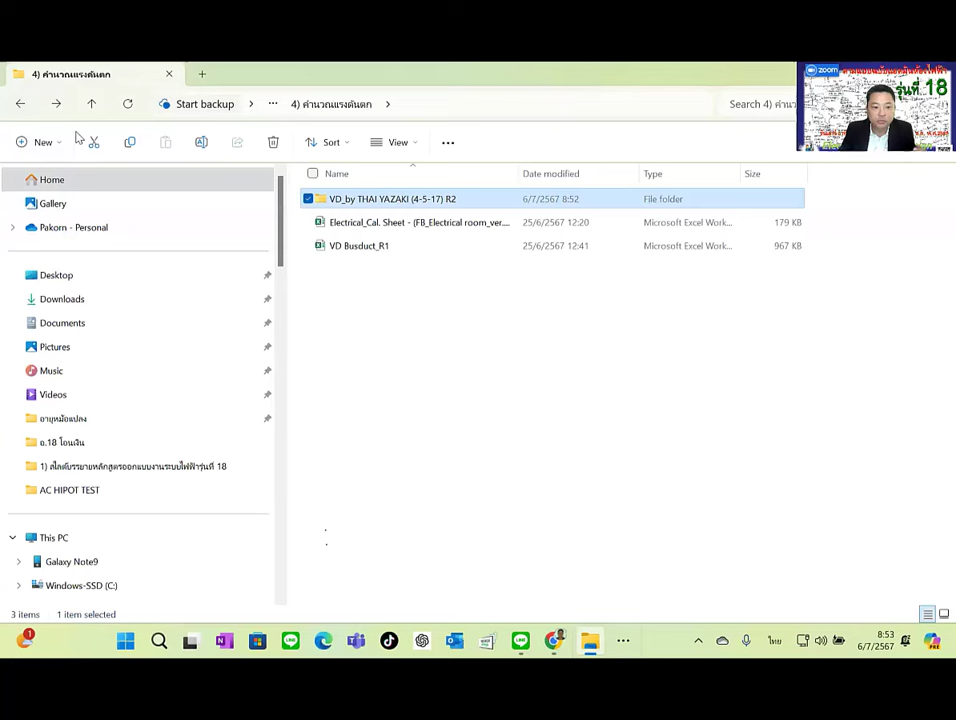 4) คำนวณแรงดันตก
Start backup
4) คำนวณแรงดันตก
Search 4) คำนว
zoom
รุ่นที่ 18
New
Sort
View
Home
Gallery
Pakorn - Personal
Desktop
Downloads
Documents
Pictures
Music
Videos
อายุหม้อแปลง
อ.18 โอนเงิน
1) สไลด์บรรยายหลักสูตรออกแบบงานระบบไฟฟ้ารุ่นที่ 18
AC HIPOT TEST
This PC
Galaxy Note9
Windows-SSD (C:)
Name Date modified Type Size
VD_by THAI YAZAKI (4-5-17) R2 6/7/2567 8:52 File folder
Electrical_Cal. Sheet - (FB_Electrical room_ver.... 25/6/2567 12:20 Microsoft Excel Work... 179 KB
VD Busduct_R1 25/6/2567 12:41 Microsoft Excel Work... 967 KB
3 items 1 item selected
1
ไทย
8:53
6/7/2567
PRE